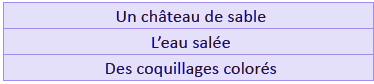 Un château de sable
L’eau salée
Des coquillages colorés